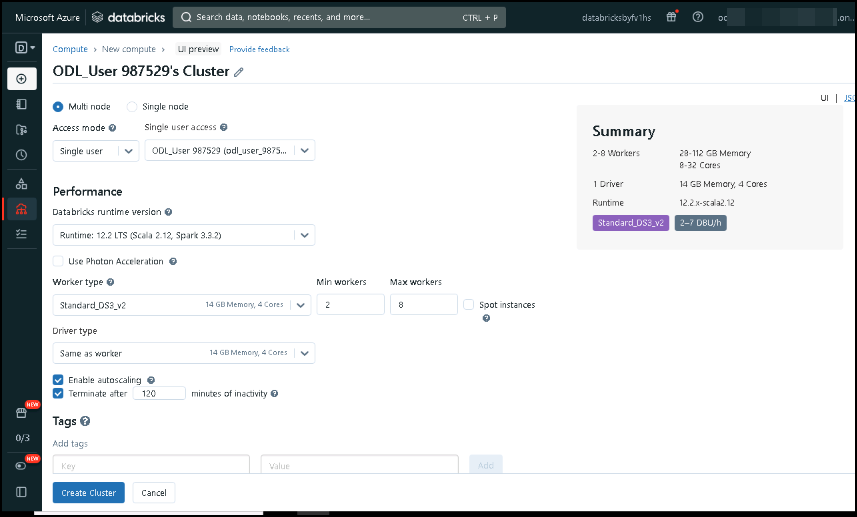 Microsoft Azure databricks Search data, notebooks, recents, and more... CTRL + P databricksbyfv1hs
D
Compute > New compute > UI preview Provide feedback
ODL_User 987529's Cluster
UI |
Multi node Single node
Access mode Single user access
Single user ODL_User 987529 (odl_user_9875...
Summary
2-8 Workers 28-112 GB Memory
8-32 Cores
1 Driver 14 GB Memory, 4 Cores
Runtime 12.2.x-scala2.12
Standard_DS3_v2 2–7 DBU/h
Performance
Databricks runtime version
Runtime: 12.2 LTS (Scala 2.12, Spark 3.3.2)
Use Photon Acceleration
Worker type Min workers Max workers
Standard_DS3_v2 14 GB Memory, 4 Cores 2 8 Spot instances
Driver type
Same as worker 14 GB Memory, 4 Cores
Enable autoscaling
Terminate after 120 minutes of inactivity
NEW
Tags
0/3
Add tags
NEW
Key Value Add
Create Cluster Cancel